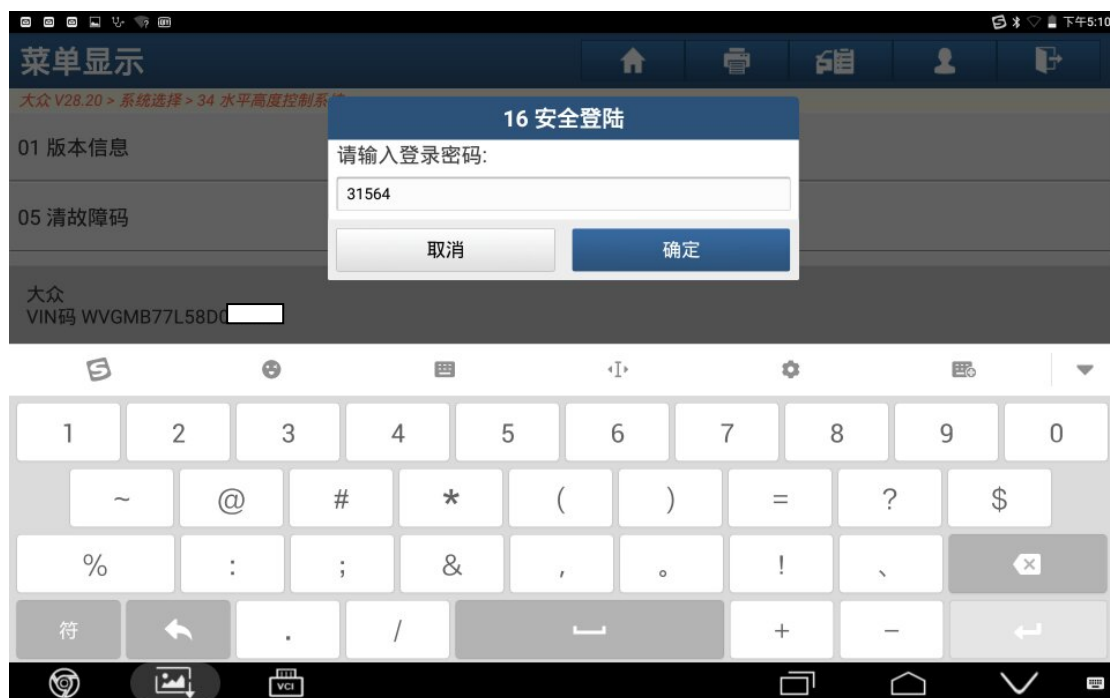 下午5:10
菜单显示
大众 V28.20 > 系统选择 > 34 水平高度控制系
16 安全登陆
01 版本信息
请输入登录密码:
31564
05 清故障码
取消
确定
大众
VIN码 WVGMB77L58D0
1 2 3 4 5 6 7 8 9 0
~ @ # * ( ) = ? $
% : ; & , 。 ! 、
符 . / + −
VCI